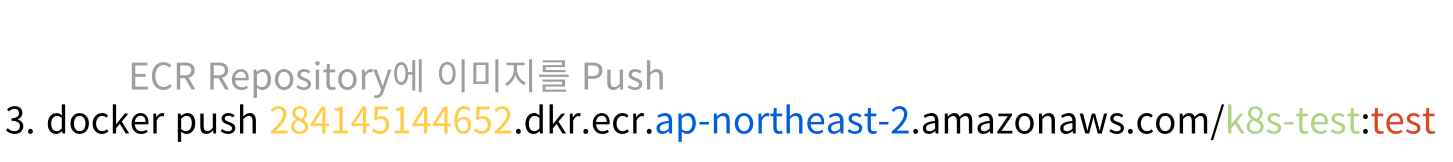 ECR Repository에 이미지를 Push
3. docker push 284145144652.dkr.ecr.ap-northeast-2.amazonaws.com/k8s-test:test